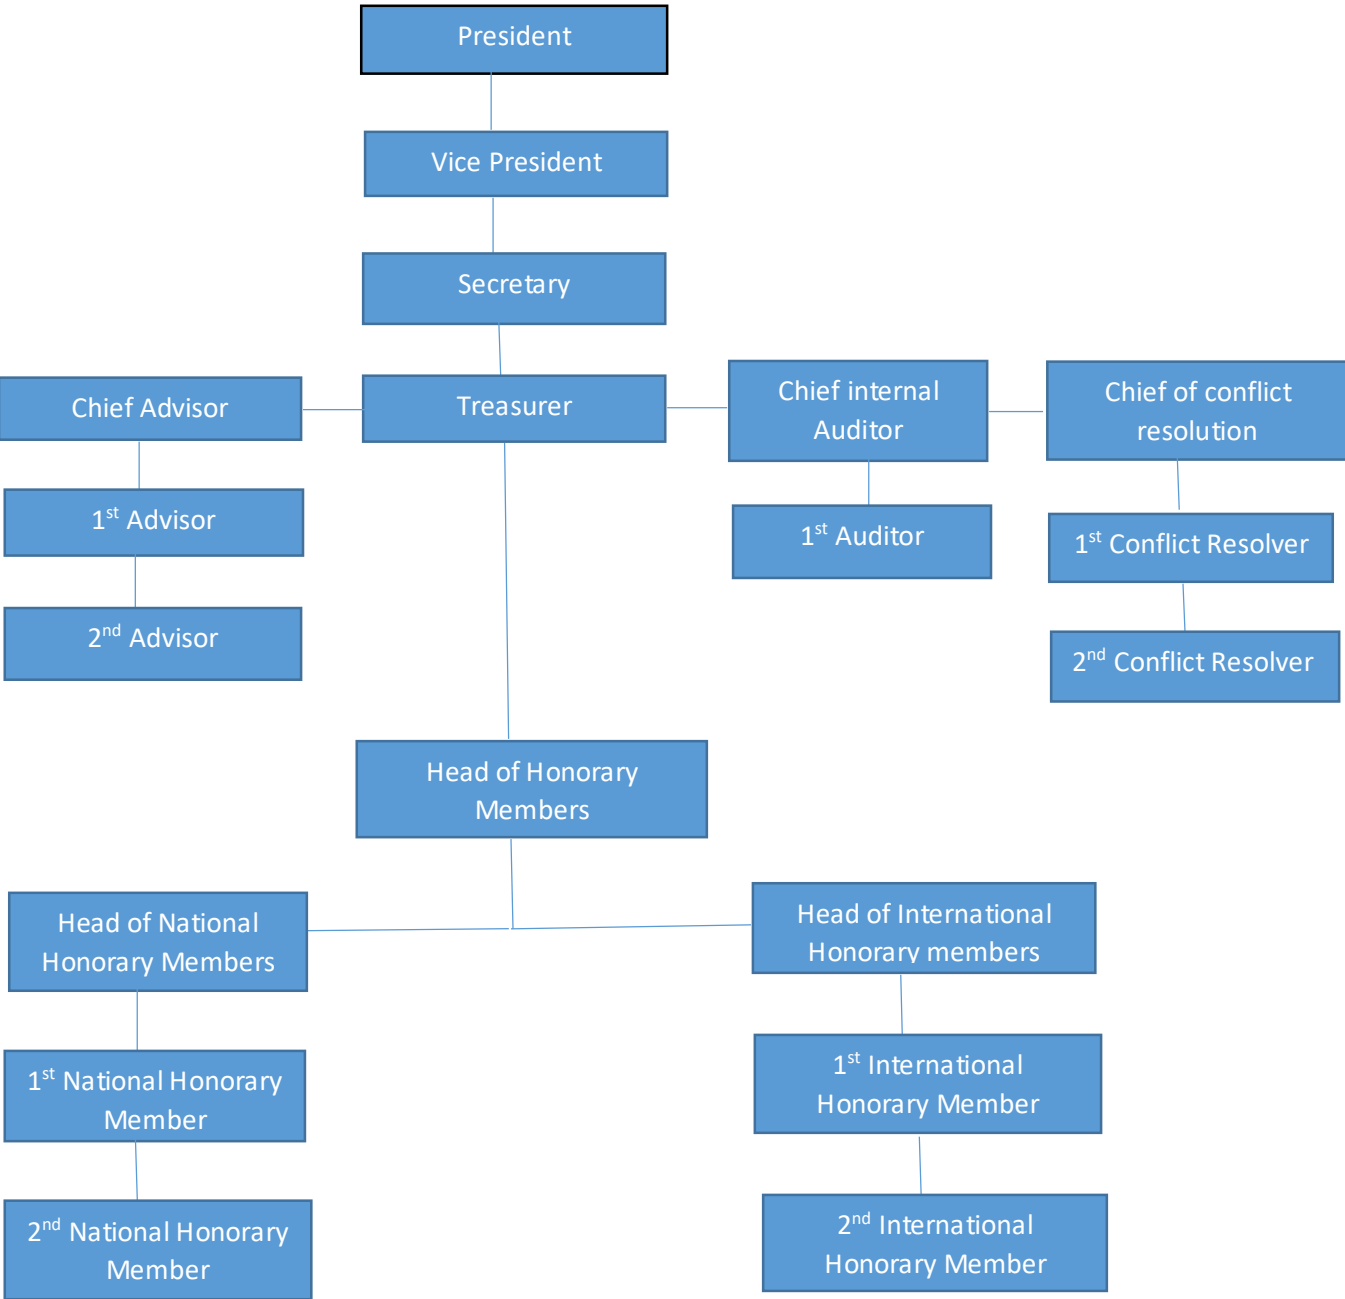 President
Vice President
Secretary
Chief Advisor
Treasurer
Chief internal
Auditor
Chief of conflict
resolution
1st Advisor
1st Auditor
1st Conflict Resolver
2nd Advisor
2nd Conflict Resolver
Head of Honorary
Members
Head of National
Honorary Members
Head of International
Honorary members
1st National Honorary
Member
1st International
Honorary Member
2nd National Honorary
Member
2nd International
Honorary Member